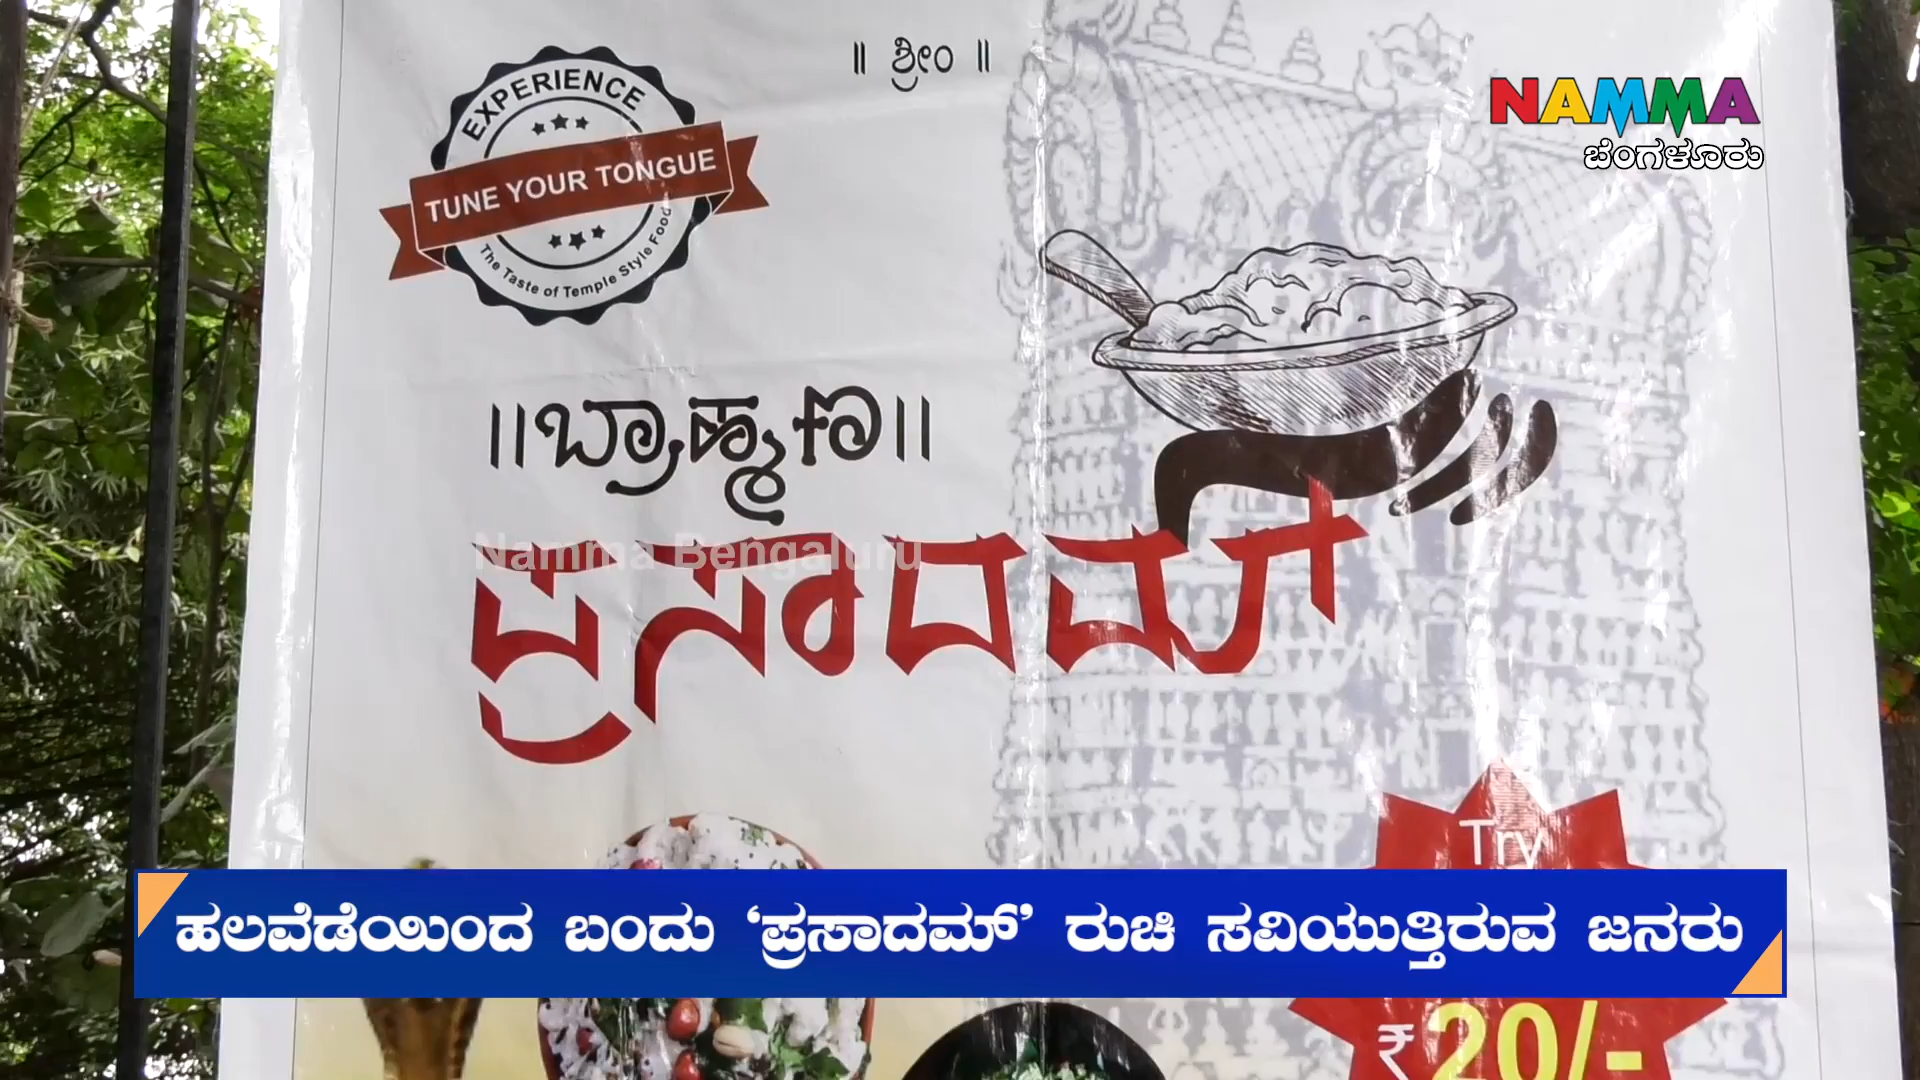 ॥ ಶ್ರೀಂ ॥
EXPERIENCE
TUNE YOUR TONGUE
The Taste of Temple Style Food
NAMMA
ಬೆಂಗಳೂರು
॥ಬ್ರಾಹ್ಮಣ॥
Namma Bengaluru
ಪ್ರಸಾದಮ್
Try
ಹಲವೆಡೆಯಿಂದ ಬಂದು ‘ಪ್ರಸಾದಮ್’ ರುಚಿ ಸವಿಯುತ್ತಿರುವ ಜನರು
₹20/-